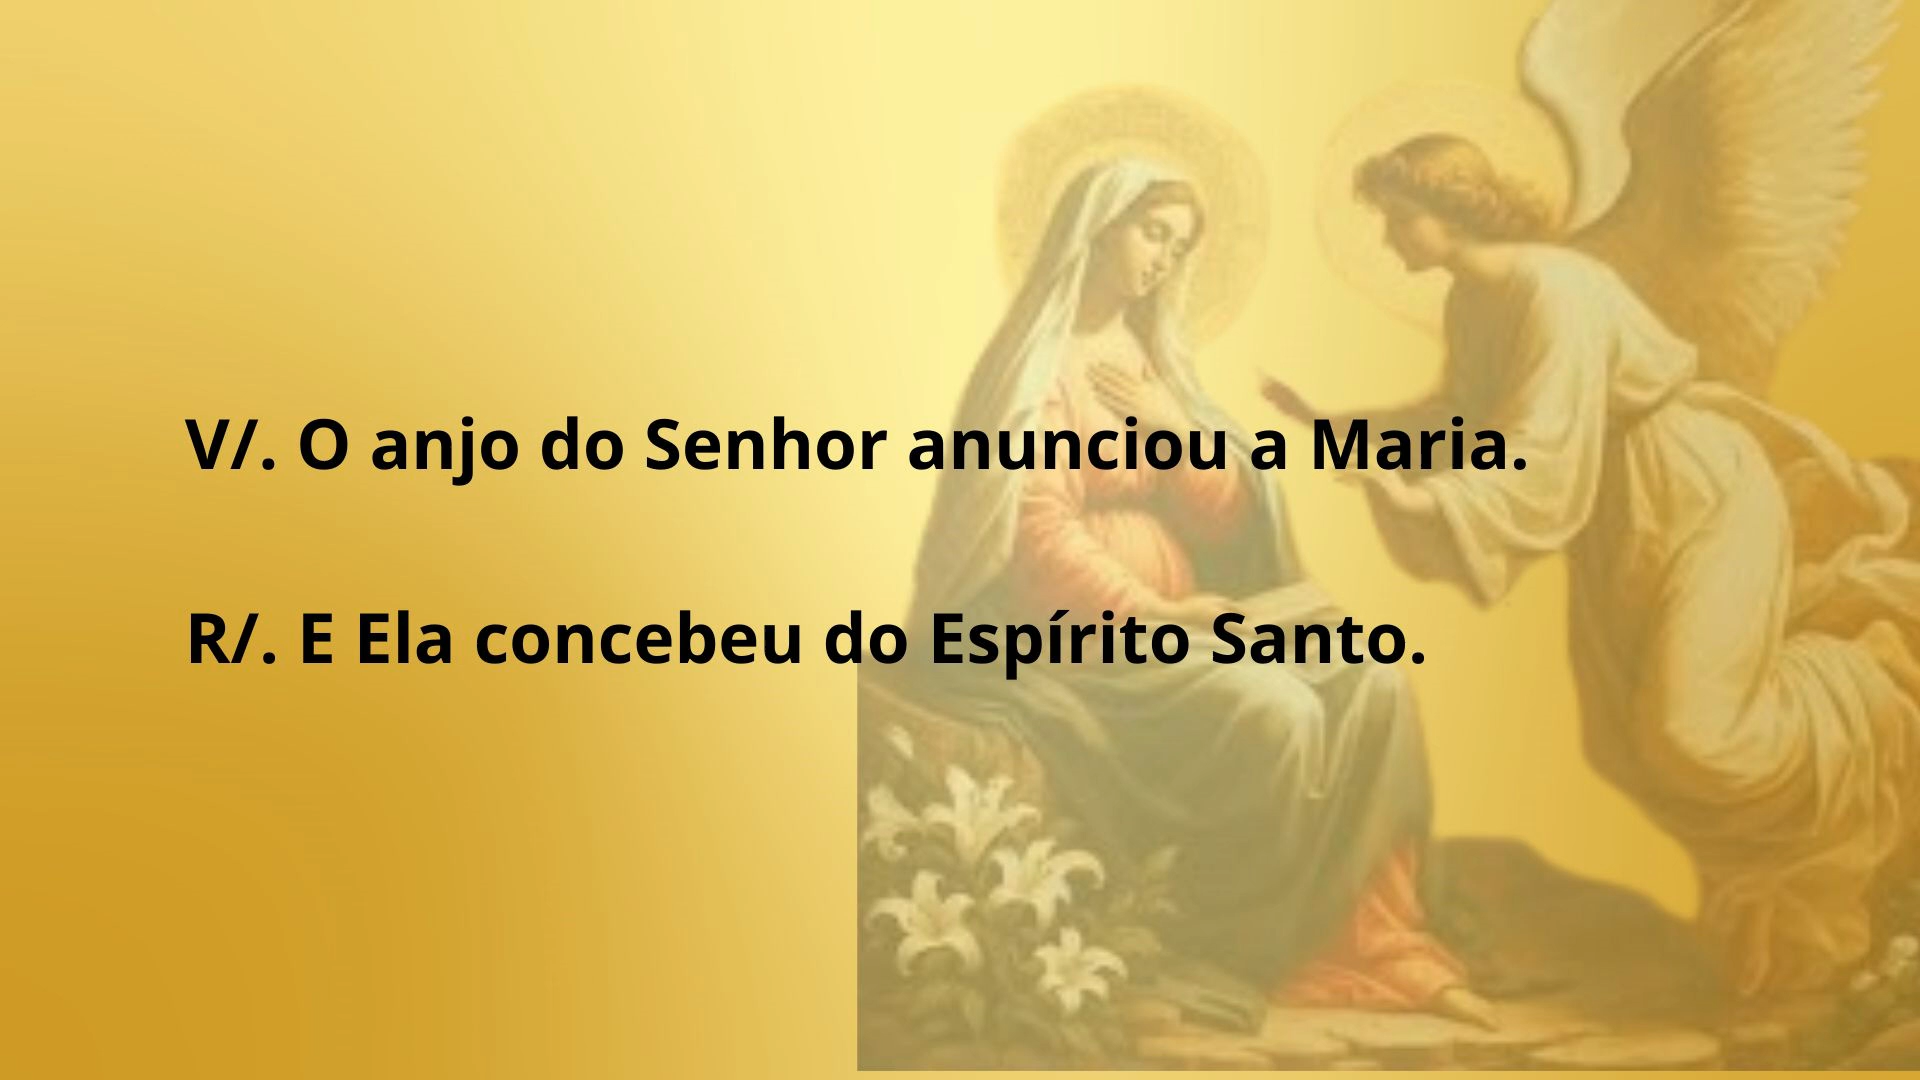 V/. O anjo do Senhor anunciou a Maria.
R/. E Ela concebeu do Espírito Santo.